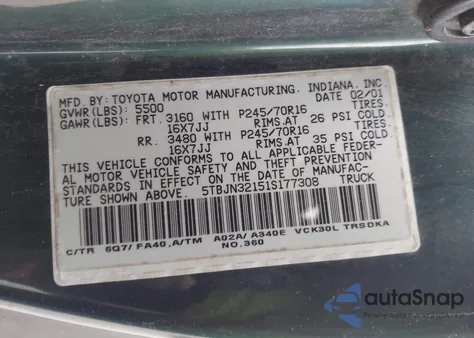 MFD. BY: TOYOTA MOTOR MANUFACTURING. INDIANA. INC.
GVWR (LBS): 5500 DATE 02/01
GAWR (LBS): FRT. 3160 WITH P245/70R16 TIRES.
16X7JJ RIMS.AT 26 PSI COLD
RR. 3480 WITH P245/70R16 TIRES.
16X7JJ RIMS.AT 35 PSI COLD
THIS VEHICLE CONFORMS TO ALL APPLICABLE FEDER-
AL MOTOR VEHICLE SAFETY AND THEFT PREVENTION
STANDARDS IN EFFECT ON THE DATE OF MANUFAC-
TURE SHOWN ABOVE. 5TBJN32151S177308 TRUCK
C/TR 6Q7/ FA40 ,A/TM A02A/ A340E VCK30L TRSDKA
NO.360
autoSnap